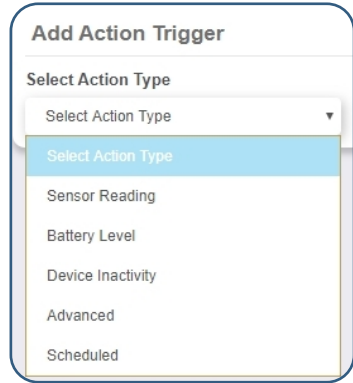 Add Action Trigger
Select Action Type
Select Action Type
Select Action Type
Sensor Reading
Battery Level
Device Inactivity
Advanced
Scheduled